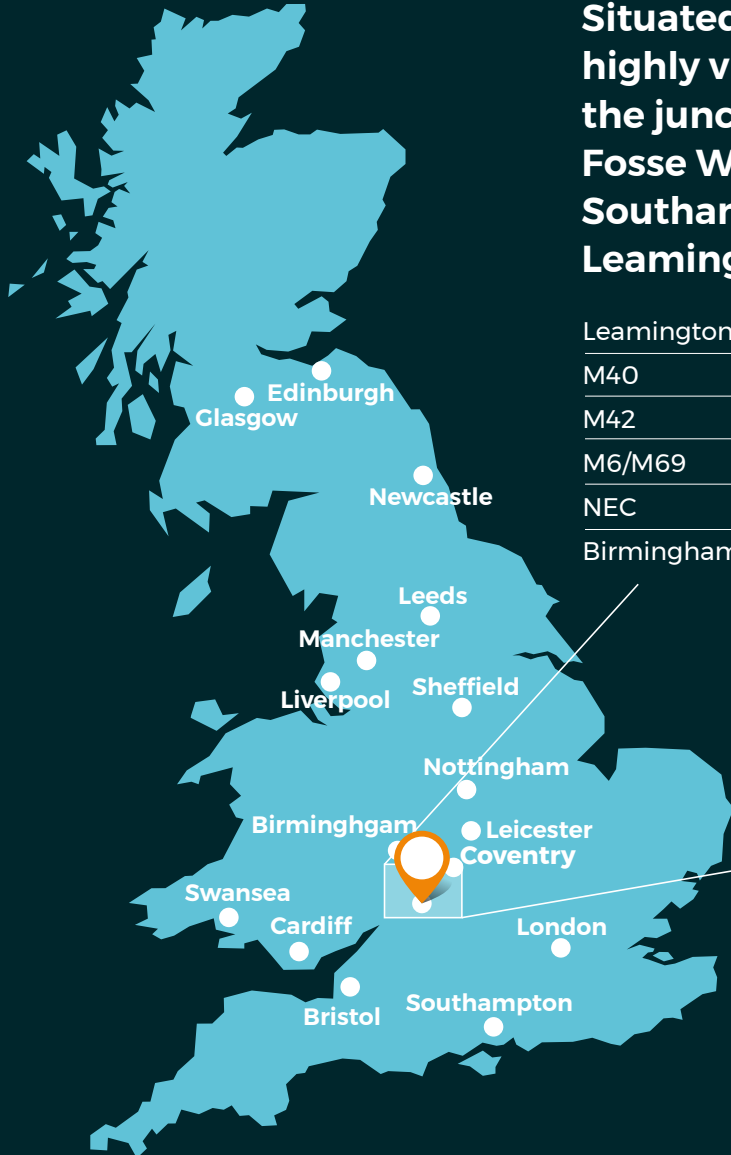 Situated
highly v
the junc
Fosse W
Southar
Leaming
Leamington
M40
M42
M6/M69
NEC
Birmingham
Edinburgh
Glasgow
Newcastle
Leeds
Manchester
Liverpool
Sheffield
Nottingham
Birminghgam
Leicester
Coventry
Swansea
Cardiff
London
Bristol
Southampton